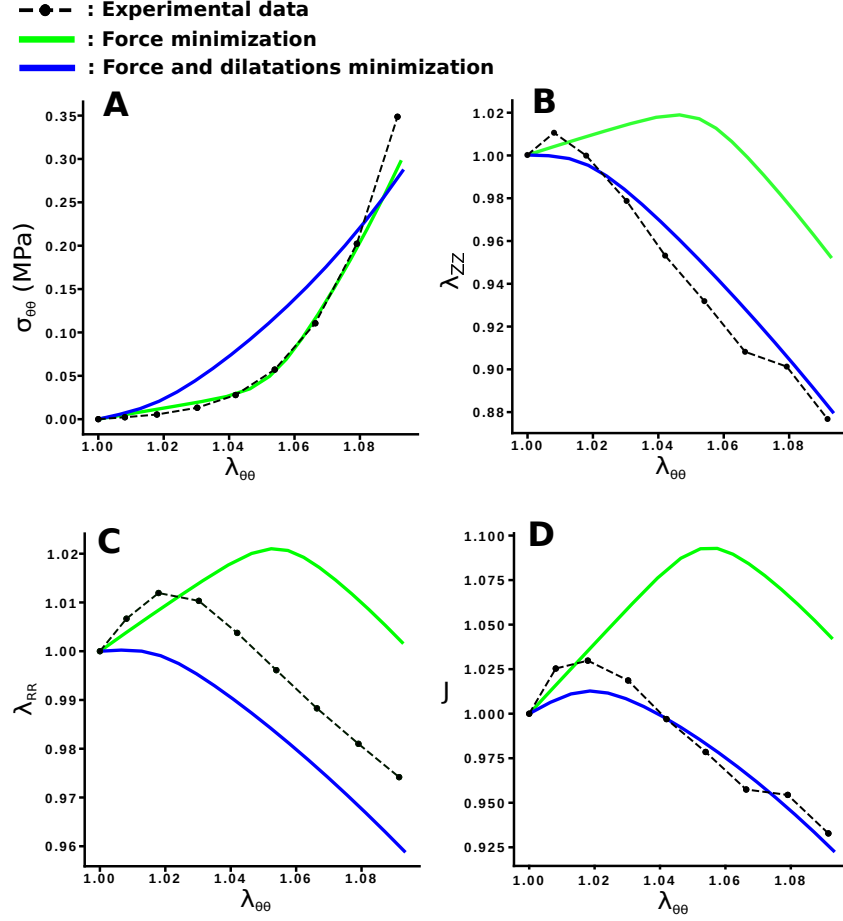 : Experimental data
: Force minimization
: Force and dilatations minimization
A
0.35
0.30
0.25
0.20
0.15
0.10
0.05
0.00
σθθ (MPa)
1.00 1.02 1.04 1.06 1.08
λθθ
B
1.02
1.00
0.98
0.96
0.94
0.92
0.90
0.88
λZZ
1.00 1.02 1.04 1.06 1.08
λθθ
C
1.02
1.01
1.00
0.99
0.98
0.97
0.96
λRR
1.00 1.02 1.04 1.06 1.08
λθθ
D
1.100
1.075
1.050
1.025
1.000
0.975
0.950
0.925
J
1.00 1.02 1.04 1.06 1.08
λθθ